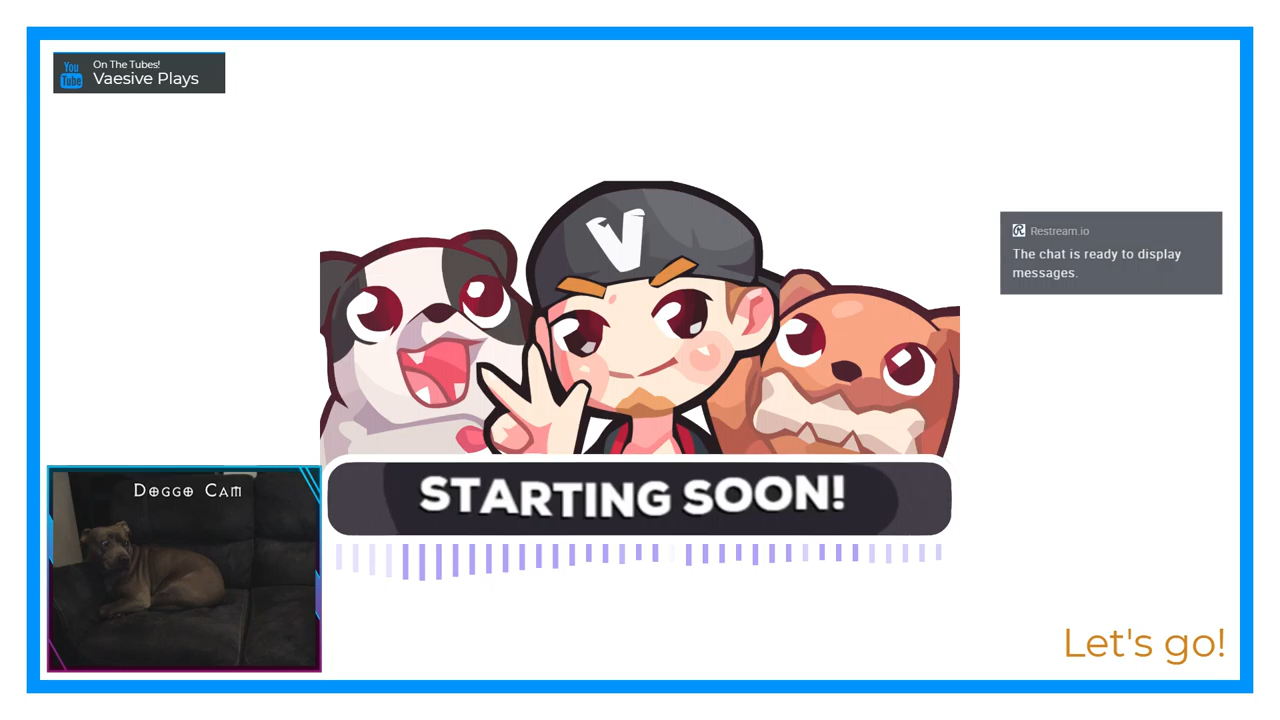 You
Tube
On The Tubes!
Vaesive Plays
V
Restream.io
The chat is ready to display
messages.
STARTING SOON!
Doggo Cam
Let's go!